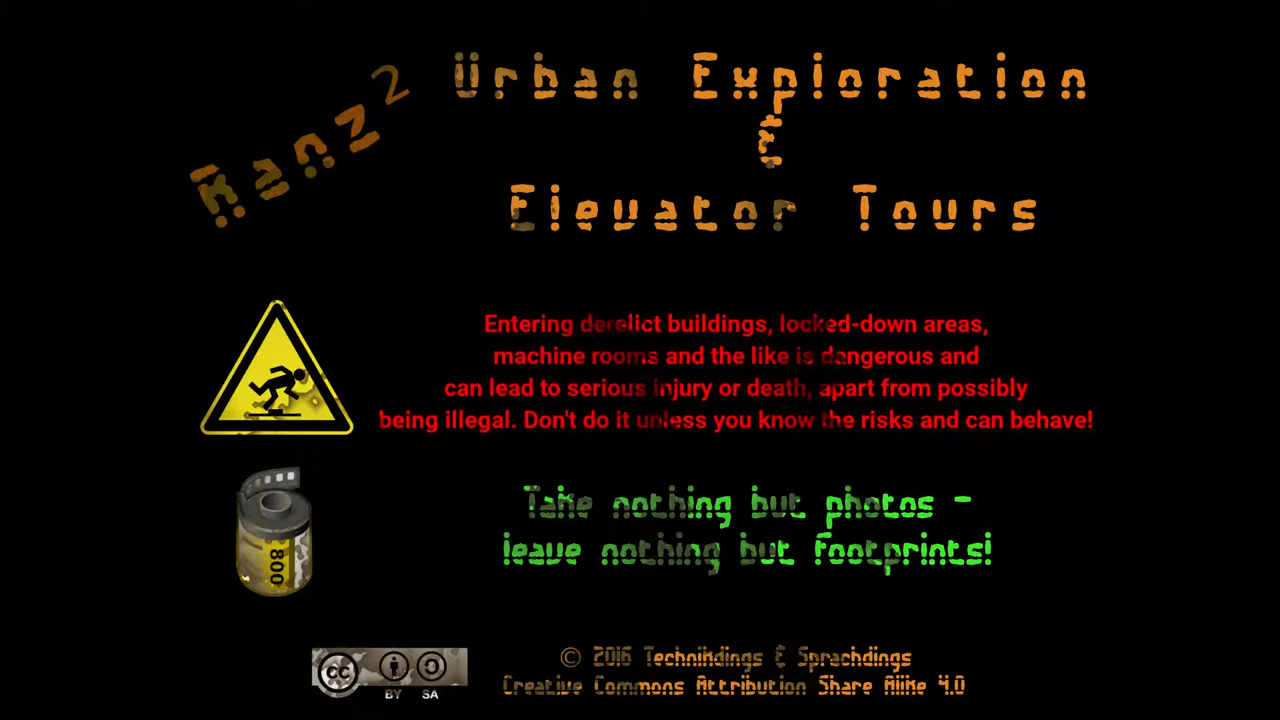 Ranz² Urban Exploration
&
Elevator Tours
Entering derelict buildings, locked-down areas,
machine rooms and the like is dangerous and
can lead to serious injury or death, apart from possibly
being illegal. Don't do it unless you know the risks and can behave!
800
Take nothing but photos -
leave nothing but footprints!
cc
BY SA
© 2016 Technikdings & Sprachdings
Creative Commons Attribution Share Alike 4.0